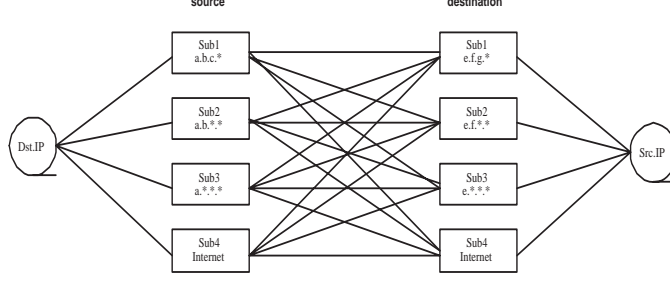 source
destination
Sub1
a.b.c.*
Sub1
e.f.g.*
Sub2
a.b.*.*
Sub2
e.f.*.*
Dst.IP
Src.IP
Sub3
a.*.*.*
Sub3
e.*.*.*
Sub4
Internet
Sub4
Internet